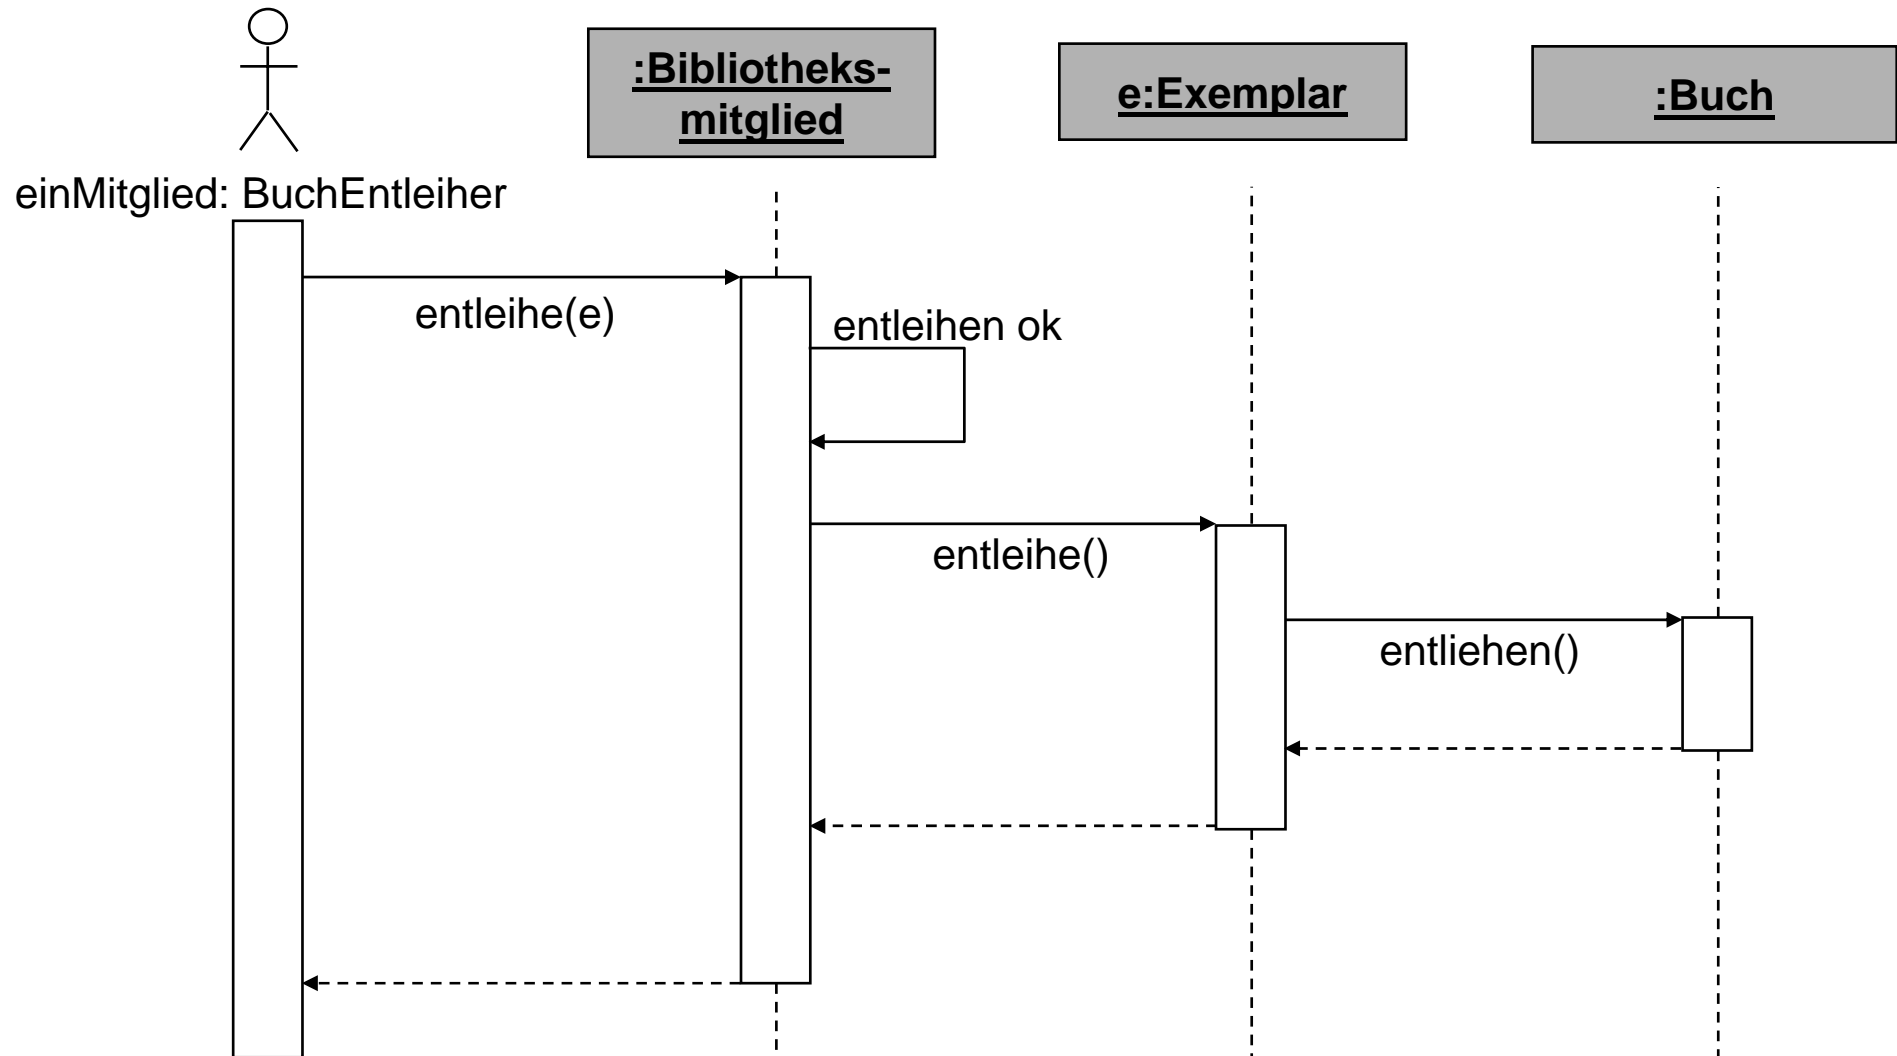 :Bibliotheks-
mitglied
e:Exemplar
:Buch
einMitglied: BuchEntleiher
entleihe(e)
entleihen ok
entleihe()
entliehen()